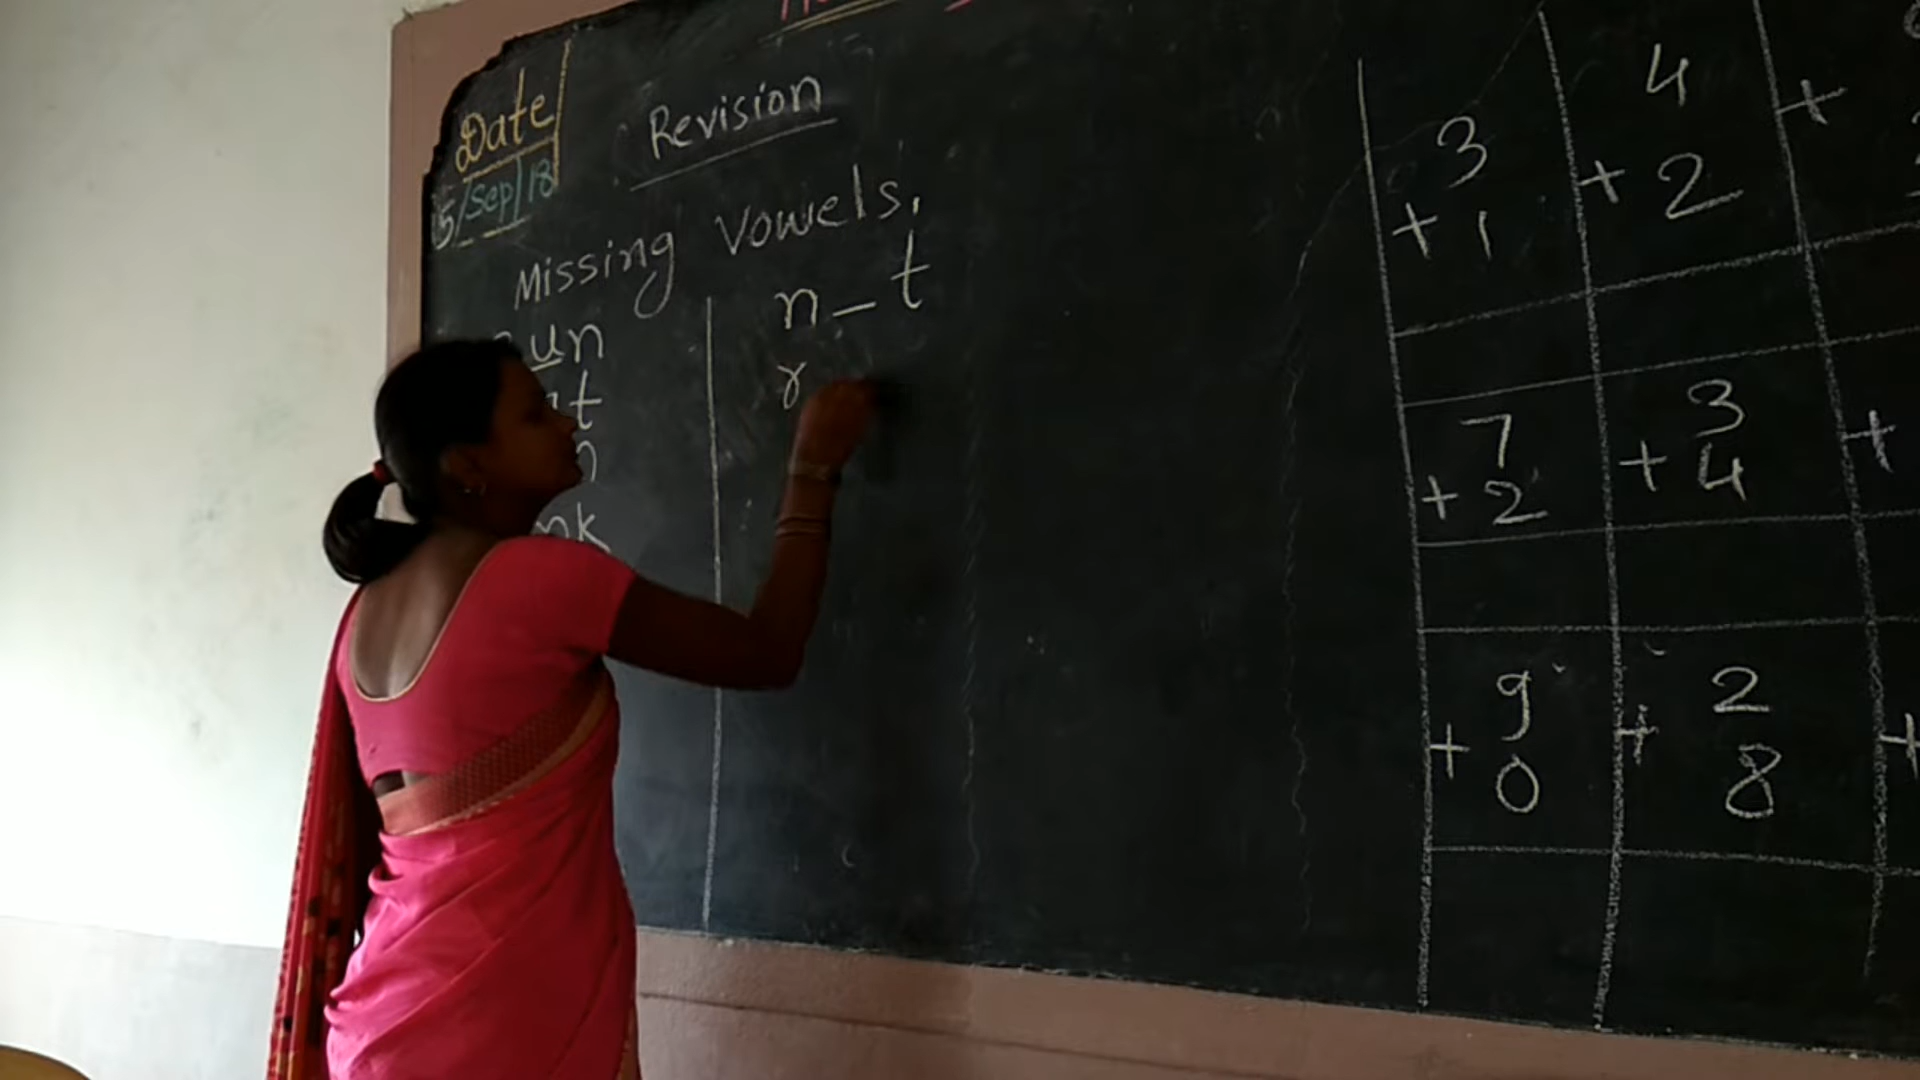 Date
5/Sep/18
Revision
Missing Vowels.
un
t
n
nk
n_t
r
3
+ 1
4
+ 2
+
7
+ 2
3
+ 4
+
9
+ 0
2
+ 8
+